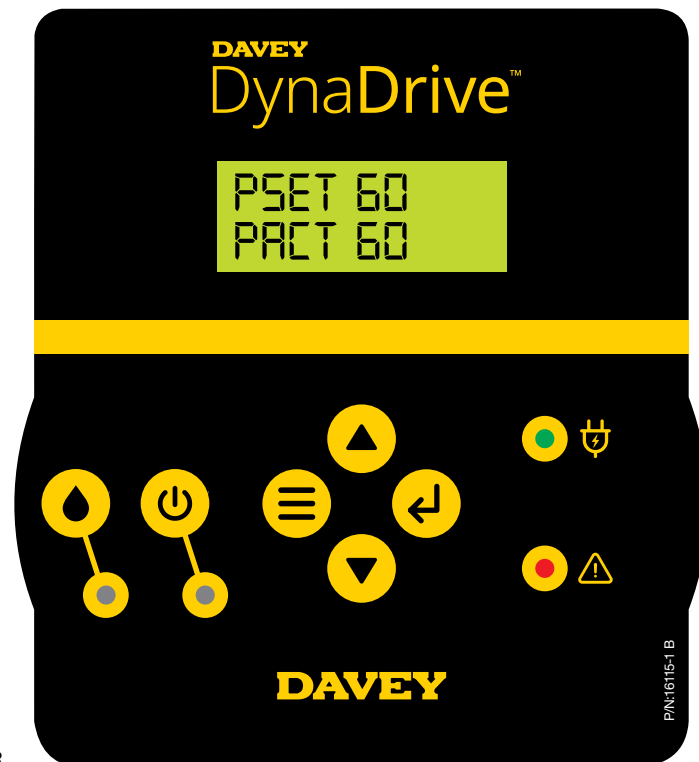 DAVEY
DynaDrive™
PSET 60
PACT 60
DAVEY
P/N:16115-1 B